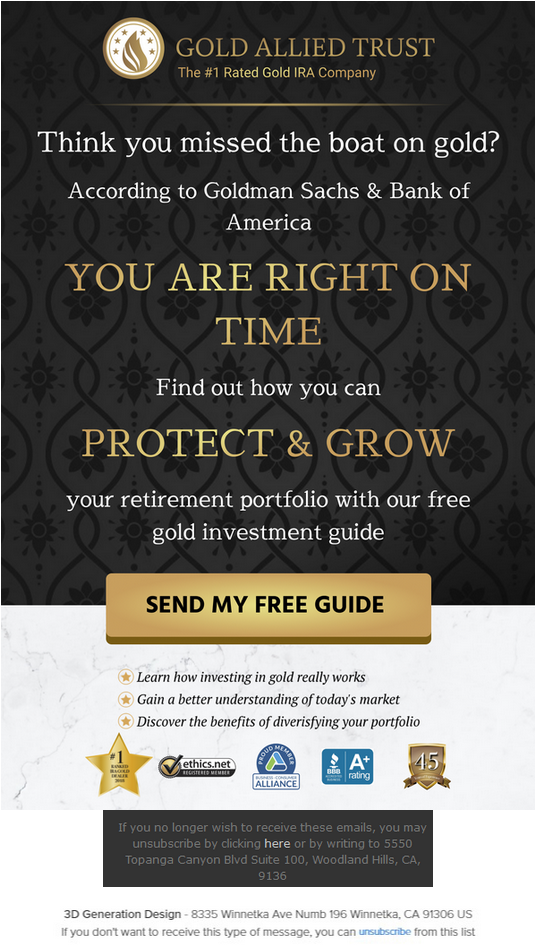 GOLD ALLIED TRUST
The #1 Rated Gold IRA Company
Think you missed the boat on gold?
According to Goldman Sachs & Bank of
America
YOU ARE RIGHT ON
TIME
Find out how you can
PROTECT & GROW
your retirement portfolio with our free
gold investment guide
SEND MY FREE GUIDE
Learn how investing in gold really works
Gain a better understanding of today's market
Discover the benefits of diverisfying your portfolio
#1
RANKED
IRA GOLD
DEALER
ethics.net
REGISTERED MEMBER
PROUD MEMBER
BUSINESS CONSUMER
ALLIANCE
BBB
A+
rating
45
If you no longer wish to receive these emails, you may
unsubscribe by clicking here or by writing to 5550
Topanga Canyon Blvd Suite 100, Woodland Hills, CA,
9136
3D Generation Design - 8335 Winnetka Ave Numb 196 Winnetka, CA 91306 US
If you don't want to receive this type of message, you can unsubscribe from this list